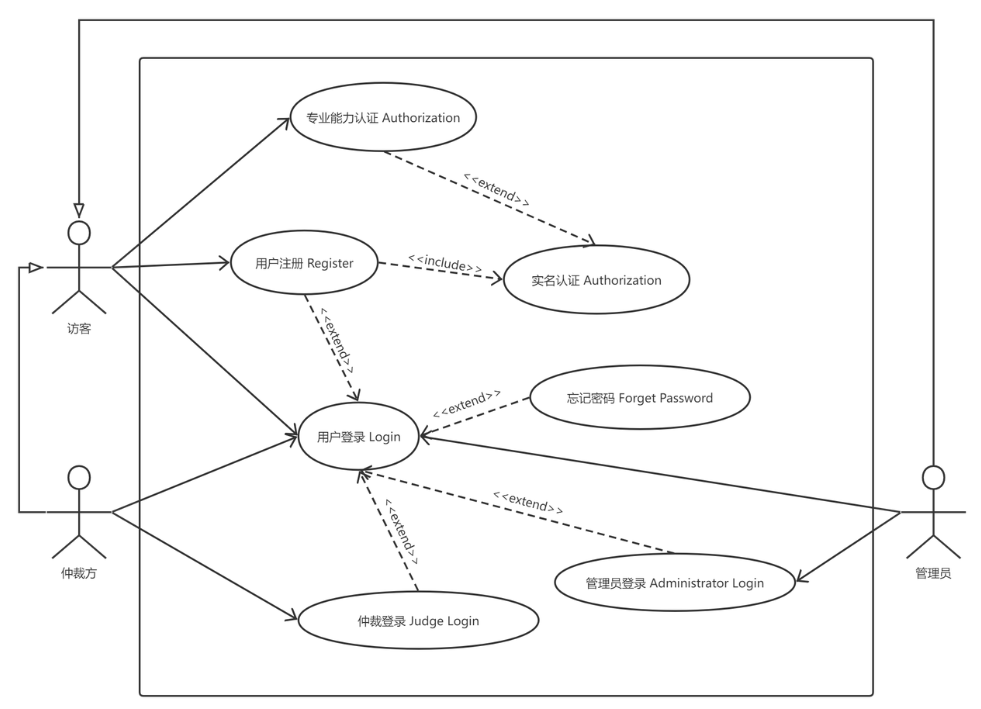 专业能力认证 Authorization
<<extend>>
用户注册 Register
<<include>>
实名认证 Authorization
访客
<<extend>>
忘记密码 Forget Password
<<extend>>
用户登录 Login
<<extend>>
<<extend>>
仲裁方
管理员登录 Administrator Login
管理员
仲裁登录 Judge Login